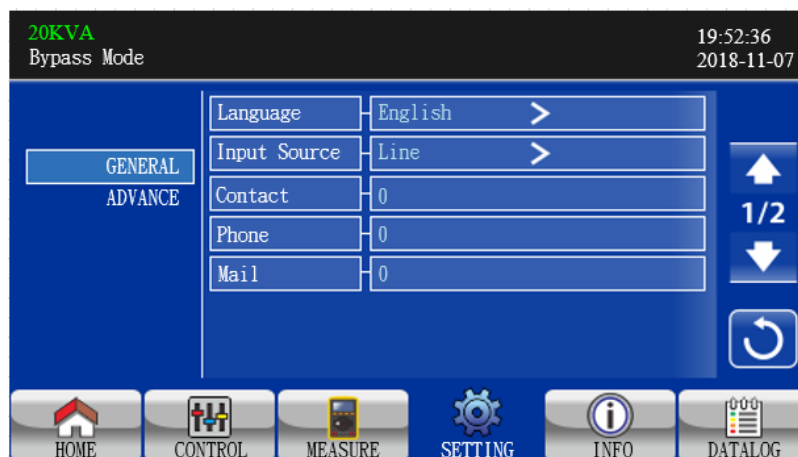 20KVA
Bypass Mode
19:52:36
2018-11-07
GENERAL
ADVANCE
Language English >
Input Source Line >
Contact 0
Phone 0
Mail 0
1/2
HOME CONTROL MEASURE SETTING INFO DATALOG